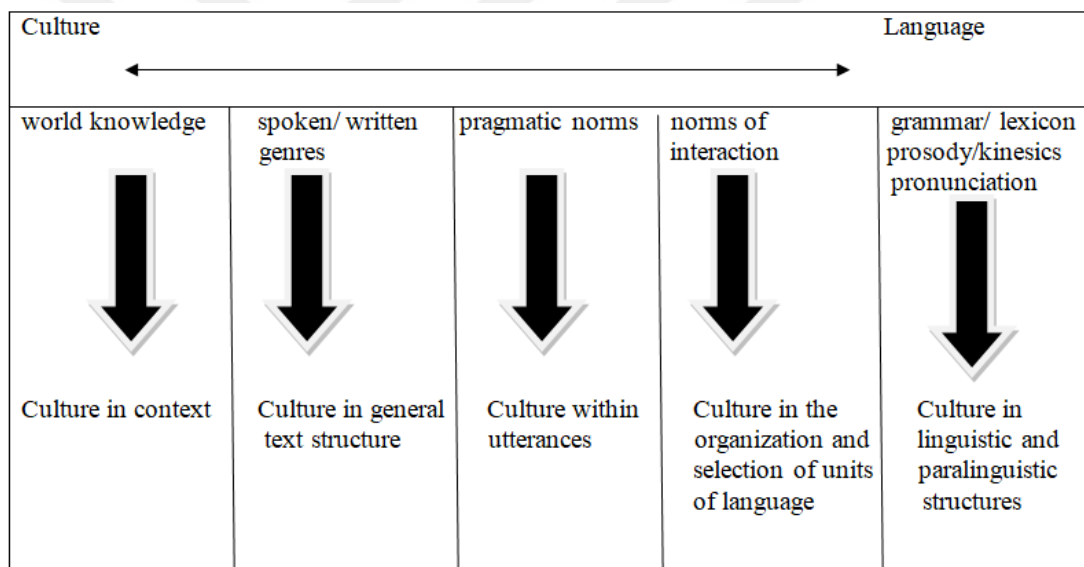 Culture
Language
world knowledge
spoken/ written
genres
pragmatic norms
norms of
interaction
grammar/ lexicon
prosody/kinesics
pronunciation
Culture in context
Culture in general
text structure
Culture within
utterances
Culture in the
organization and
selection of units
of language
Culture in
linguistic and
paralinguistic
structures